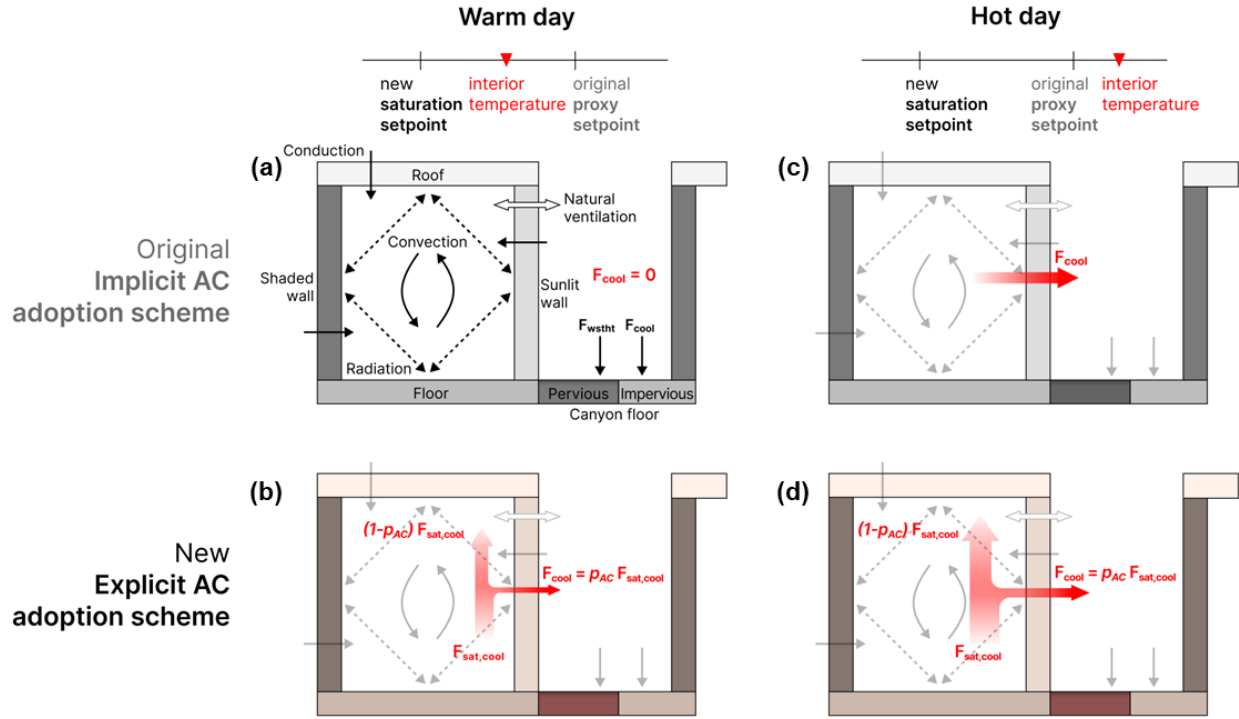 Warm day
Hot day
new
saturation
setpoint
interior
temperature
original
proxy
setpoint
new
saturation
setpoint
original
proxy
setpoint
interior
temperature
Original
Implicit AC
adoption scheme
(a)
Conduction
Roof
Natural
ventilation
Convection
Shaded
wall
Sunlit
wall
F_cool = 0
F_wstht
F_cool
Radiation
Floor
Pervious
Impervious
Canyon floor
(c)
F_cool
New
Explicit AC
adoption scheme
(b)
(1-p_AC) F_sat,cool
F_cool = p_AC F_sat,cool
F_sat,cool
(d)
(1-p_AC) F_sat,cool
F_cool = p_AC F_sat,cool
F_sat,cool